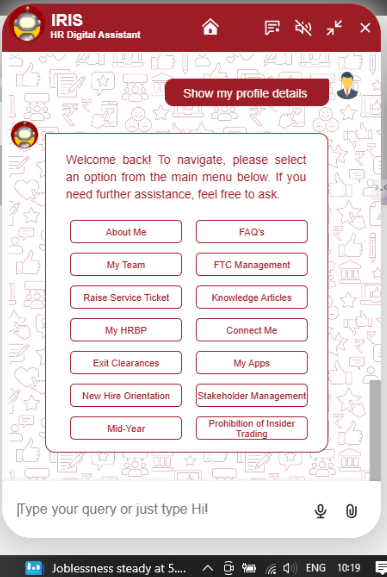 IRIS
HR Digital Assistant
Show my profile details
Welcome back! To navigate, please select
an option from the main menu below. If you
need further assistance, feel free to ask.
About Me
FAQ's
My Team
FTC Management
Raise Service Ticket
Knowledge Articles
My HRBP
Connect Me
Exit Clearances
My Apps
New Hire Orientation
Stakeholder Management
Mid-Year
Prohibition of Insider
Trading
Type your query or just type Hi!
Joblessness steady at 5....
ENG
10:19